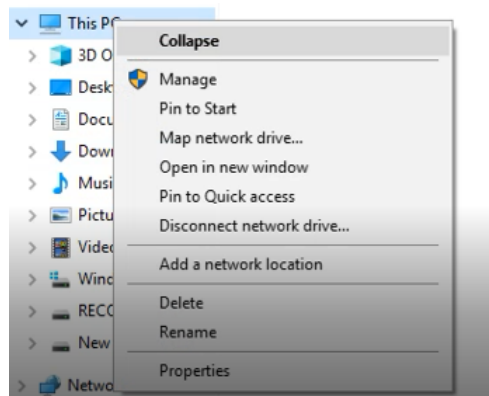 This PC
Collapse
3D O
Manage
Desk
Pin to Start
Docu
Map network drive...
Dow
Open in new window
Musi
Pin to Quick access
Pictu
Disconnect network drive...
Video
Add a network location
Wind
Delete
RECO
Rename
New
Properties
Netwo